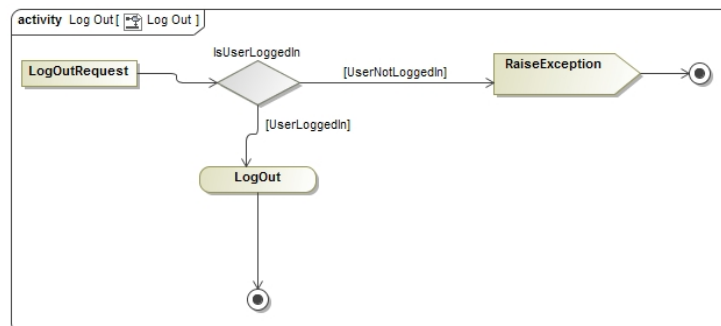 activity Log Out[ Log Out ]
IsUserLoggedIn
LogOutRequest
[UserNotLoggedIn]
RaiseException
[UserLoggedIn]
LogOut